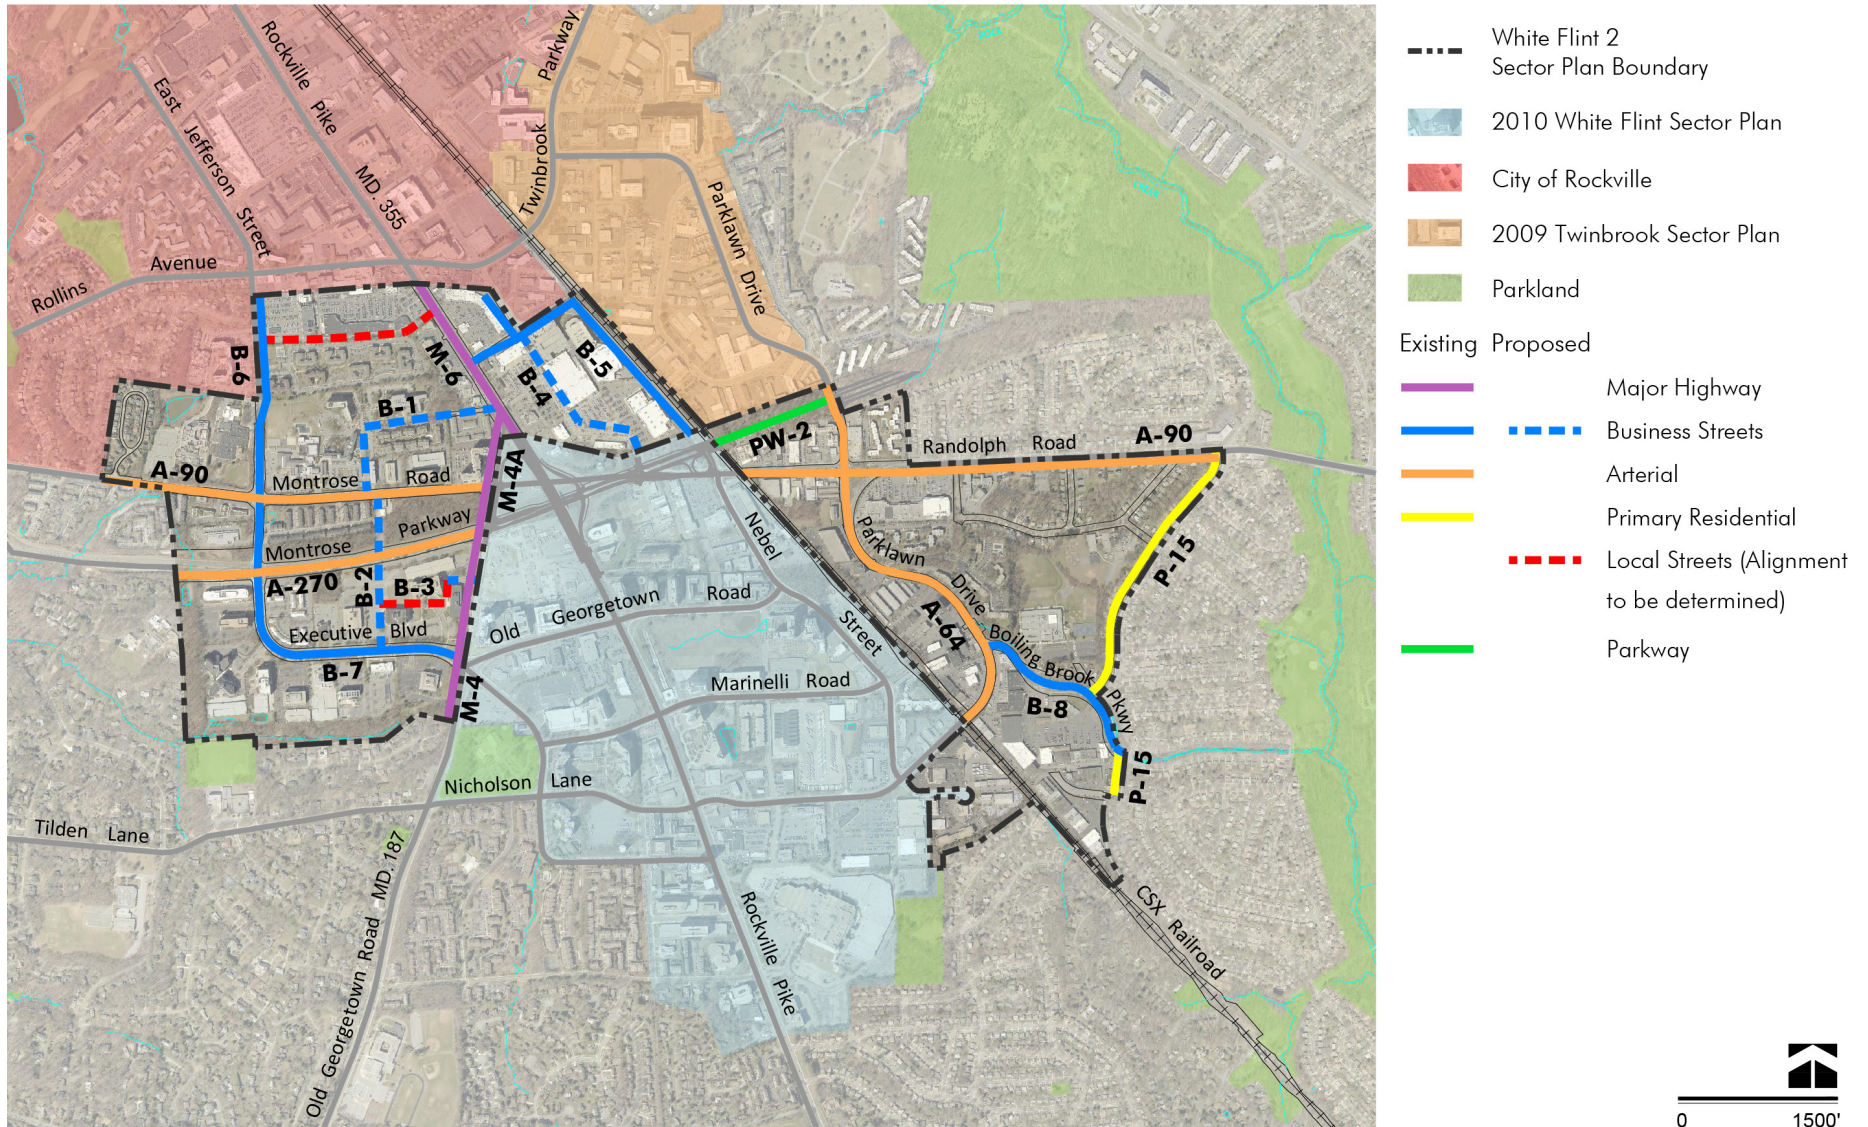 White Flint 2
Sector Plan Boundary
2010 White Flint Sector Plan
City of Rockville
2009 Twinbrook Sector Plan
Parkland
Existing Proposed
Major Highway
Business Streets
Arterial
Primary Residential
Local Streets (Alignment
to be determined)
Parkway
0 1500'
Rockville Pike MD. 355
East Jefferson Street
Twinbrook Parkway
Parklawn Drive
Rollins Avenue
CREEK
B-6
M-6
B-4
B-5
B-1
PW-2
Randolph Road
A-90
A-90
Montrose Road
M-4A
Montrose Parkway
A-270
B-2
B-3
Executive Blvd
B-7
M-4
Old Georgetown Road
Nebel Street
Marinelli Road
Parklawn Drive
A-64
Boiling Brook Pkwy
B-8
P-15
P-15
Nicholson Lane
Tilden Lane
Old Georgetown Road MD. 187
Rockville Pike
CSX Railroad